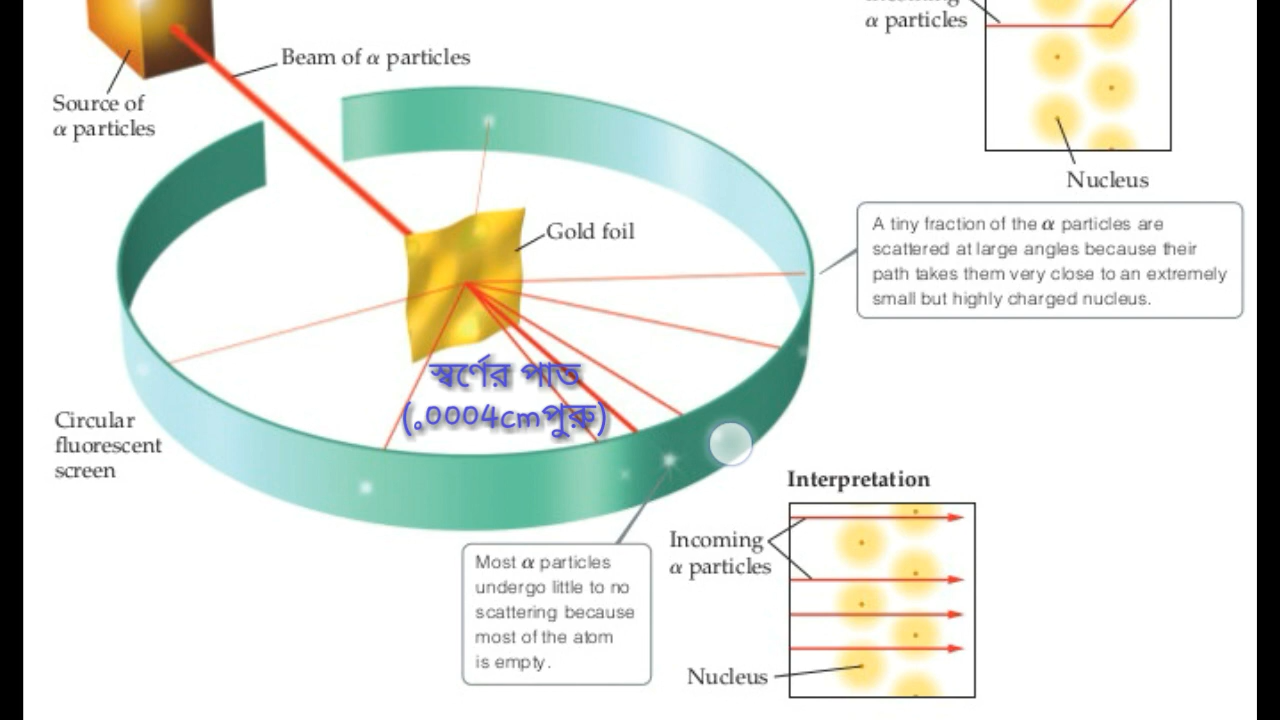 α particles
Beam of α particles
Source of
α particles
Nucleus
Gold foil
A tiny fraction of the α particles are
scattered at large angles because their
path takes them very close to an extremely
small but highly charged nucleus.
স্বর্ণের পাত
(.0004cmপুরু)
Circular
fluorescent
screen
Interpretation
Most α particles
undergo little to no
scattering because
most of the atom
is empty.
Incoming
α particles
Nucleus